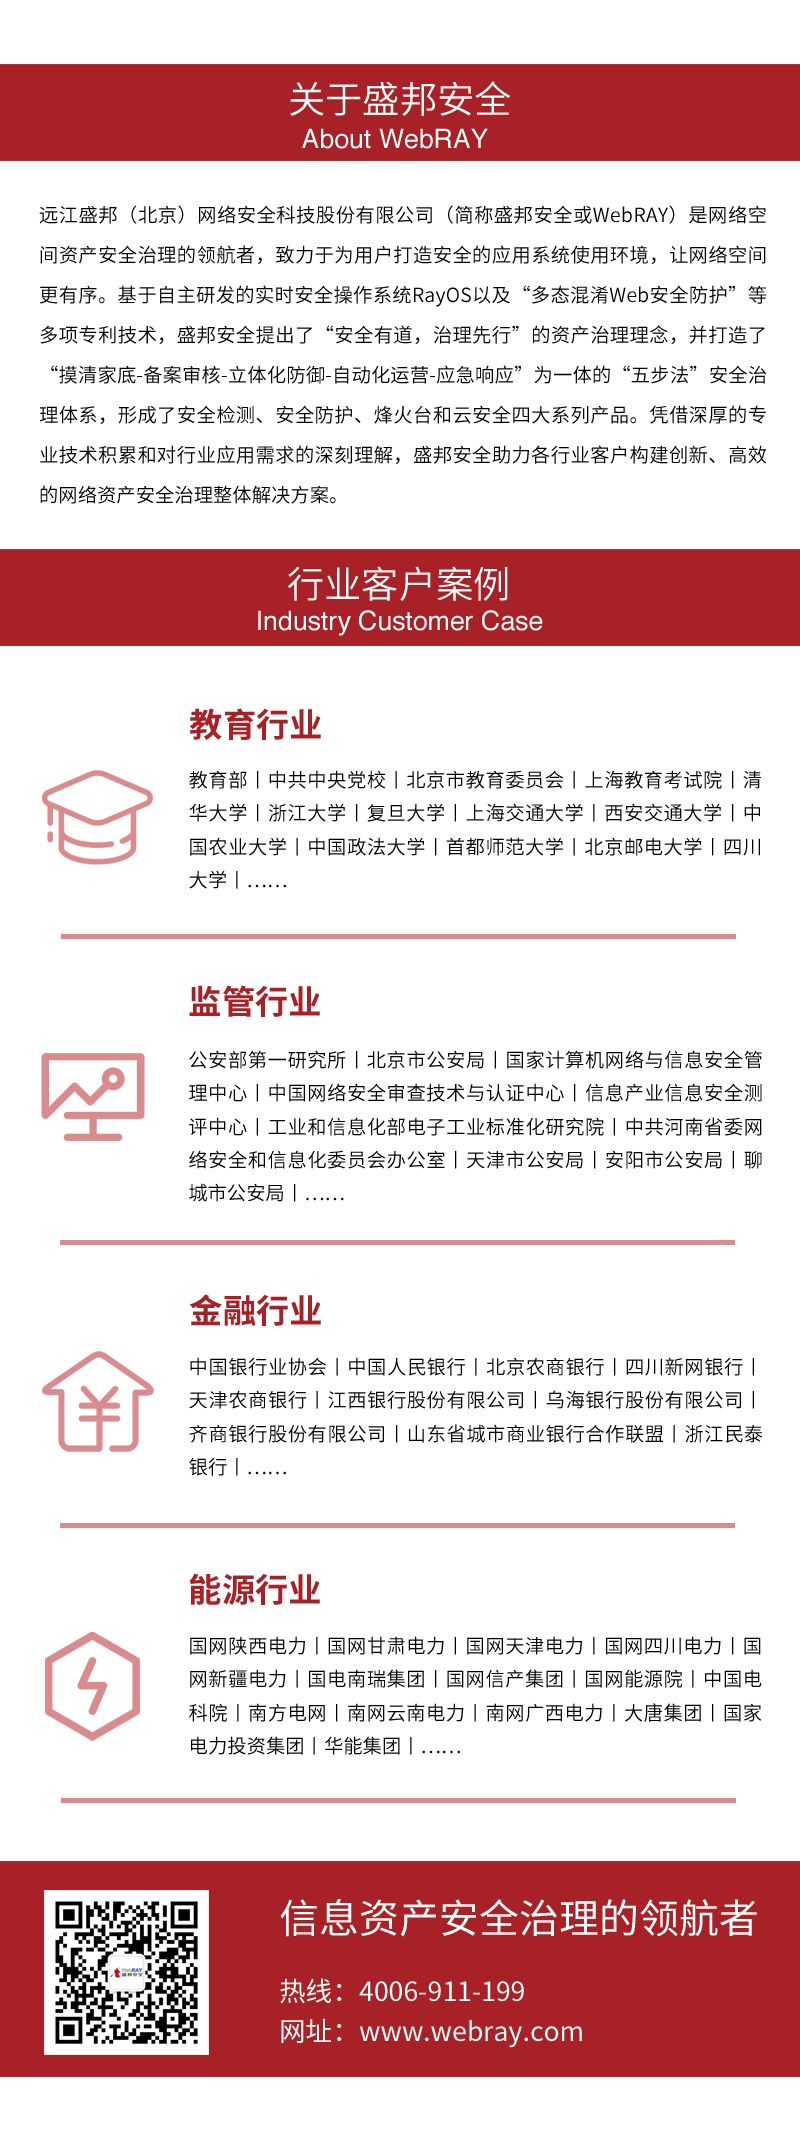 关于盛邦安全
About WebRAY
远江盛邦（北京）网络安全科技股份有限公司（简称盛邦安全或WebRAY）是网络空
间资产安全治理的领航者，致力于为用户打造安全的应用系统使用环境，让网络空间
更有序。基于自主研发的实时安全操作系统RayOS以及“多态混淆Web安全防护”等
多项专利技术，盛邦安全提出了“安全有道，治理先行”的资产治理理念，并打造了
“摸清家底-备案审核-立体化防御-自动化运营-应急响应”为一体的“五步法”安全治
理体系，形成了安全检测、安全防护、烽火台和云安全四大系列产品。凭借深厚的专
业技术积累和对行业应用需求的深刻理解，盛邦安全助力各行业客户构建创新、高效
的网络资产安全治理整体解决方案。
行业客户案例
Industry Customer Case
教育行业
教育部丨中共中央党校丨北京市教育委员会丨上海教育考试院丨清
华大学丨浙江大学丨复旦大学丨上海交通大学丨西安交通大学丨中
国农业大学丨中国政法大学丨首都师范大学丨北京邮电大学丨四川
大学丨……
监管行业
公安部第一研究所丨北京市公安局丨国家计算机网络与信息安全管
理中心丨中国网络安全审查技术与认证中心丨信息产业信息安全测
评中心丨工业和信息化部电子工业标准化研究院丨中共河南省委网
络安全和信息化委员会办公室丨天津市公安局丨安阳市公安局丨聊
城市公安局丨……
金融行业
中国银行业协会丨中国人民银行丨北京农商银行丨四川新网银行丨
天津农商银行丨江西银行股份有限公司丨乌海银行股份有限公司丨
齐商银行股份有限公司丨山东省城市商业银行合作联盟丨浙江民泰
银行丨……
能源行业
国网陕西电力丨国网甘肃电力丨国网天津电力丨国网四川电力丨国
网新疆电力丨国电南瑞集团丨国网信产集团丨国网能源院丨中国电
科院丨南方电网丨南网云南电力丨南网广西电力丨大唐集团丨国家
电力投资集团丨华能集团丨……
信息资产安全治理的领航者
热线：4006-911-199
网址：www.webray.com
WebRAY
盛邦安全